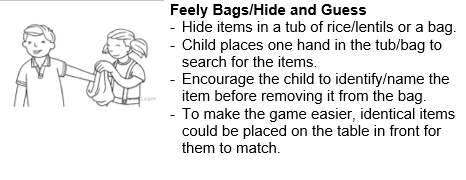 Feely Bags/Hide and Guess
- Hide items in a tub of rice/lentils or a bag.
- Child places one hand in the tub/bag to
search for the items.
- Encourage the child to identify/name the
item before removing it from the bag.
- To make the game easier, identical items
could be placed on the table in front for
them to match.